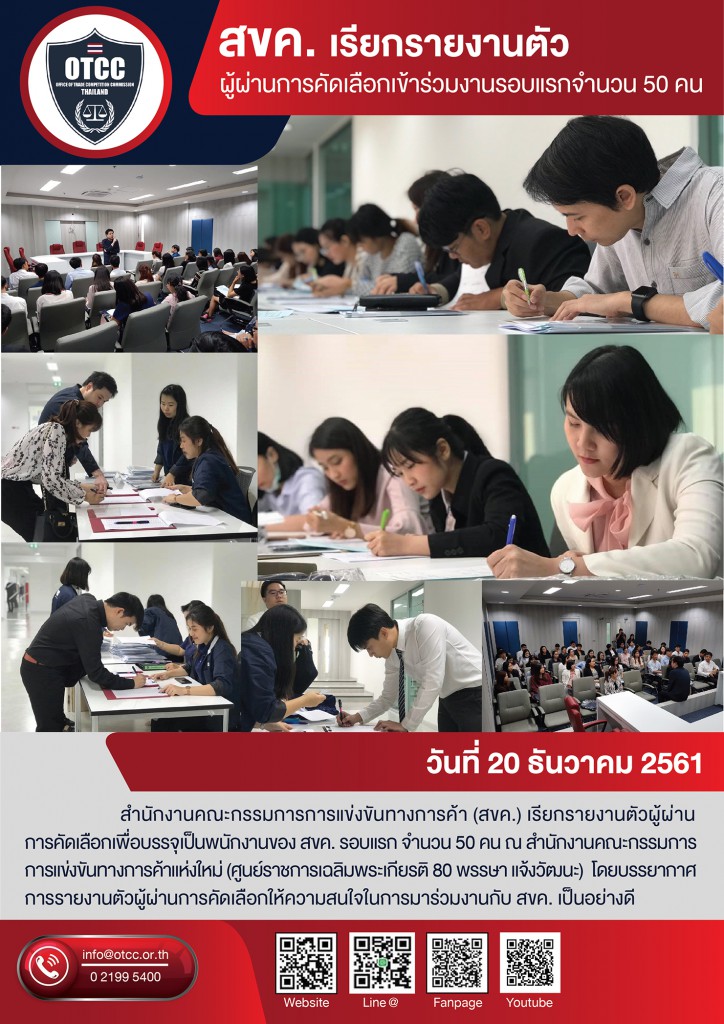 OTCC
OFFICE OF TRADE COMPETITION COMMISSION
THAILAND
สขค. เรียกรายงานตัว
ผู้ผ่านการคัดเลือกเข้าร่วมงานรอบแรกจำนวน 50 คน
วันที่ 20 ธันวาคม 2561
สำนักงานคณะกรรมการการแข่งขันทางการค้า (สขค.) เรียกรายงานตัวผู้ผ่าน
การคัดเลือกเพื่อบรรจุเป็นพนักงานของ สขค. รอบแรก จำนวน 50 คน ณ สำนักงานคณะกรรมการ
การแข่งขันทางการค้าแห่งใหม่ (ศูนย์ราชการเฉลิมพระเกียรติ 80 พรรษา แจ้งวัฒนะ) โดยบรรยากาศ
การรายงานตัวผู้ผ่านการคัดเลือกให้ความสนใจในการมาร่วมงานกับ สขค. เป็นอย่างดี
info@otcc.or.th
0 2199 5400
Website
Line@
Fanpage
Youtube